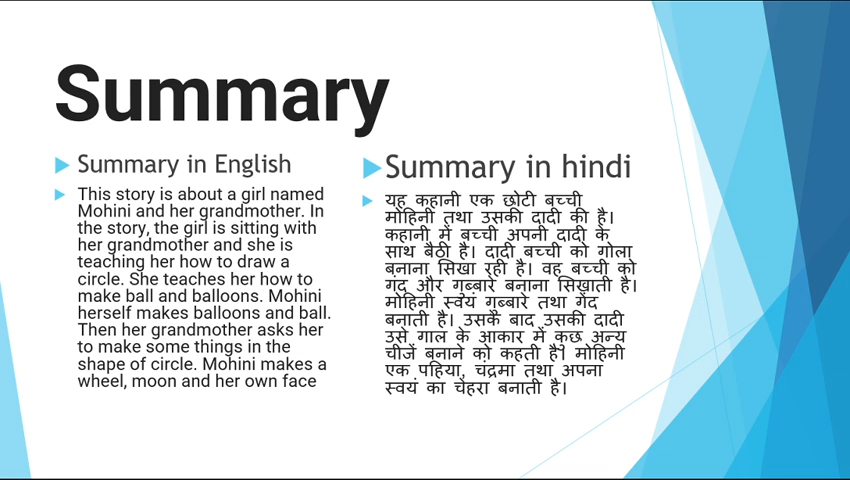 Summary
Summary in English
This story is about a girl named
Mohini and her grandmother. In
the story, the girl is sitting with
her grandmother and she is
teaching her how to draw a
circle. She teaches her how to
make ball and balloons. Mohini
herself makes balloons and ball.
Then her grandmother asks her
to make some things in the
shape of circle. Mohini makes a
wheel, moon and her own face
Summary in hindi
यह कहानी एक छोटी बच्ची
मोहिनी तथा उसकी दादी की है।
कहानी में बच्ची अपनी दादी के
साथ बैठी है। दादी बच्ची को गोला
बनाना सिखा रही है। वह बच्ची को
गेंद और गुब्बारे बनाना सिखाती है।
मोहिनी स्वयं गुब्बारे तथा गेंद
बनाती है। उसके बाद उसकी दादी
उसे गाल के आकार में कुछ अन्य
चीजें बनाने को कहती है। मोहिनी
एक पहिया, चंद्रमा तथा अपना
स्वयं का चेहरा बनाती है।